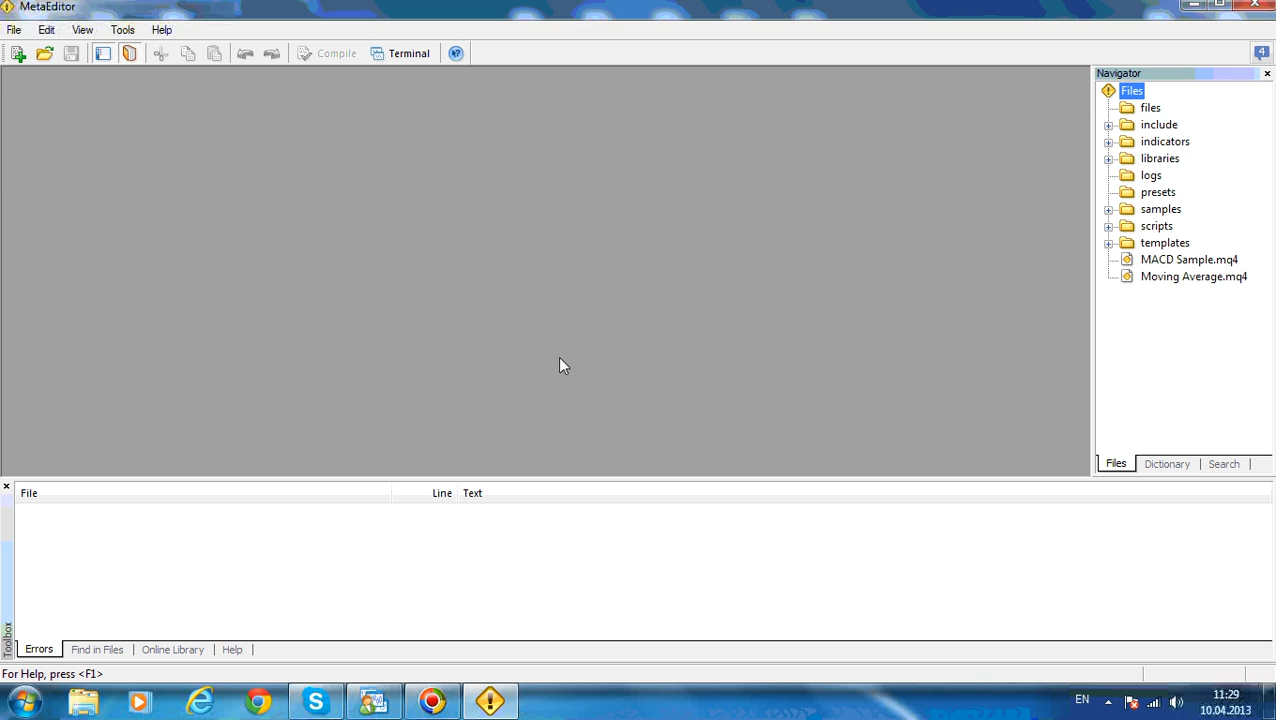 MetaEditor
File Edit View Tools Help
Compile Terminal 4
Navigator
Files
files
include
indicators
libraries
logs
presets
samples
scripts
templates
MACD Sample.mq4
Moving Average.mq4
Files Dictionary Search
File Line Text
Toolbox
Errors Find in Files Online Library Help
For Help, press <F1>
EN 11:29
10.04.2013